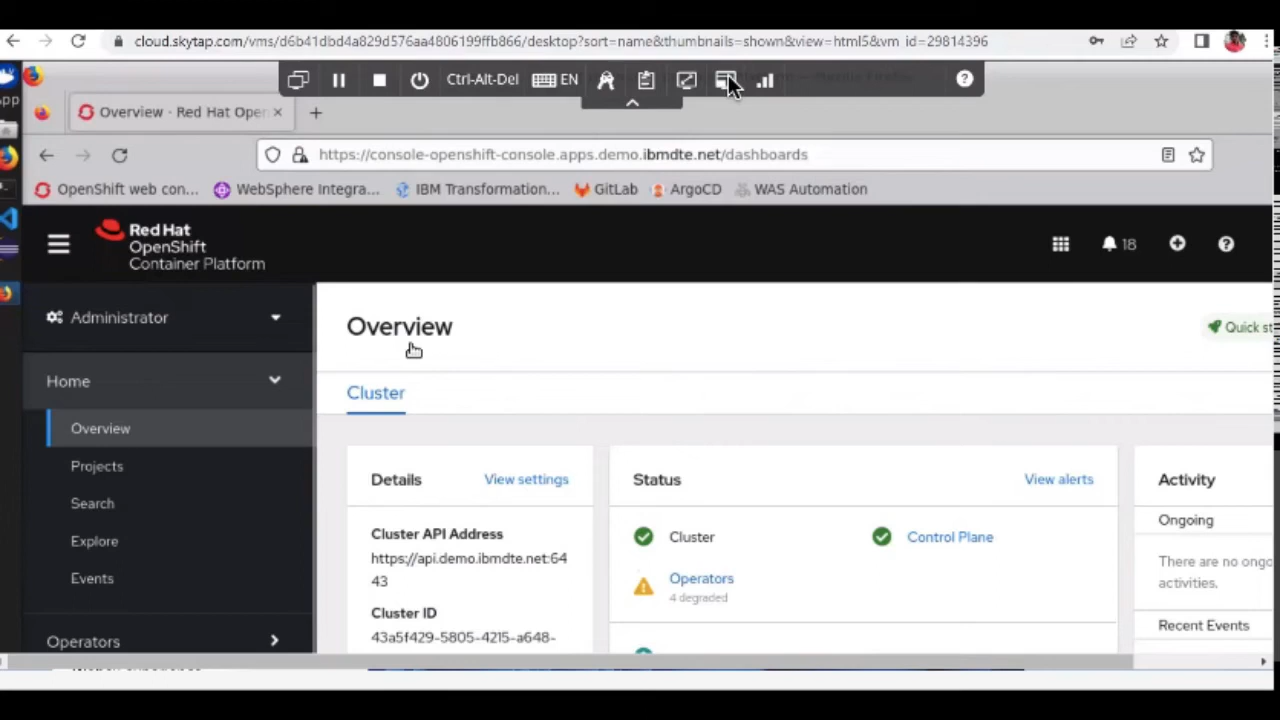 cloud.skytap.com/vms/d6b41dbd4a829d576aa4806199ffb866/desktop?sort=name&thumbnails=shown&view=html5&vm_id=29814396
Ctrl-Alt-Del EN
App
Overview · Red Hat Open
https://console-openshift-console.apps.demo.ibmdte.net/dashboards
OpenShift web con... WebSphere Integra... IBM Transformation... GitLab ArgoCD WAS Automation
Red Hat
OpenShift
Container Platform
18
Administrator
Overview
Quick st
Home
Cluster
Overview
Projects
Search
Explore
Events
Operators
Details View settings
Cluster API Address
https://api.demo.ibmdte.net:64
43
Cluster ID
43a5f429-5805-4215-a648-
Status View alerts
Cluster Control Plane
Operators
4 degraded
Activity
Ongoing
There are no ongo
activities.
Recent Events